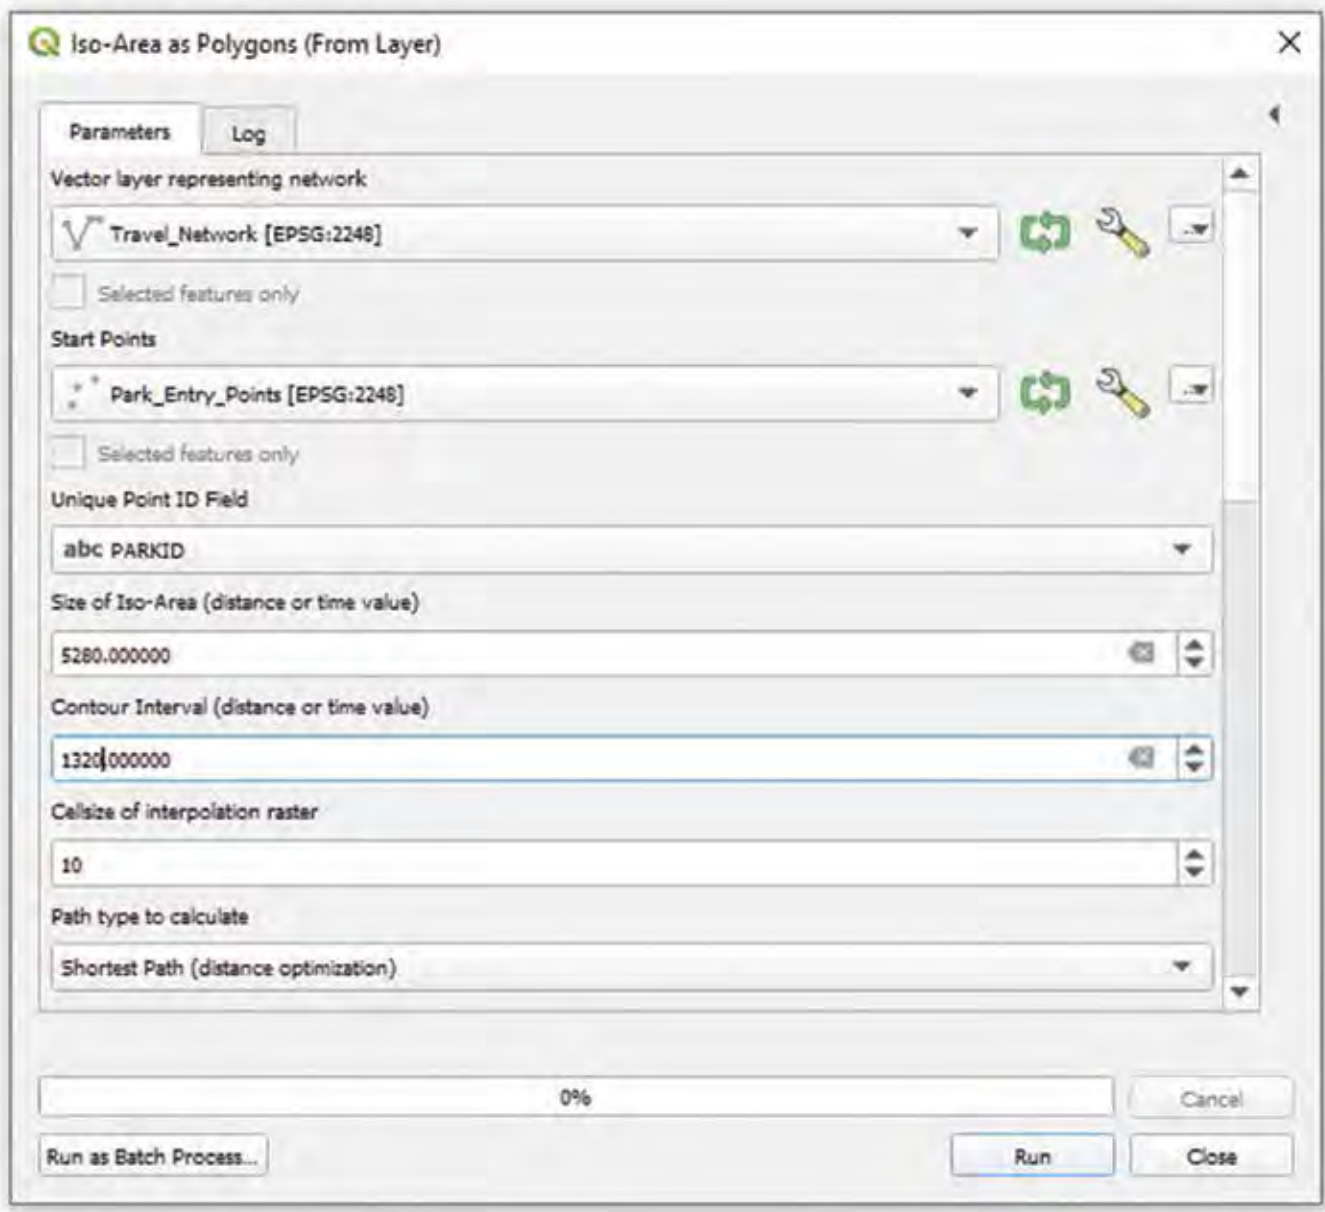 Iso-Area as Polygons (From Layer)
Parameters
Log
Vector layer representing network
Travel_Network [EPSG:2248]
Selected features only
Start Points
Park_Entry_Points [EPSG:2248]
Selected features only
Unique Point ID Field
abc PARKID
Size of Iso-Area (distance or time value)
5280.000000
Contour Interval (distance or time value)
1320.000000
Cellsize of interpolation raster
10
Path type to calculate
Shortest Path (distance optimization)
0%
Cancel
Run as Batch Process...
Run
Close